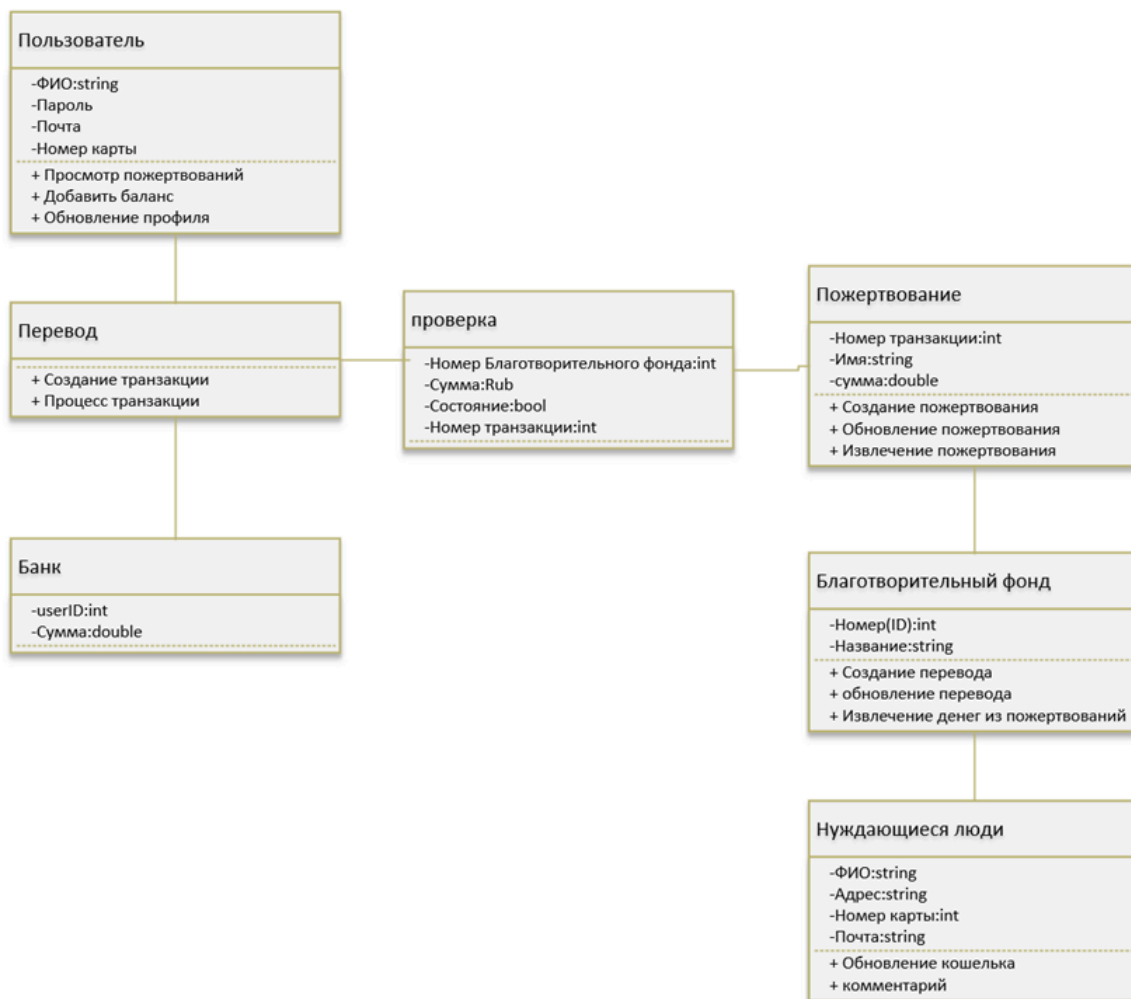 Пользователь
-ФИО:string
-Пароль
-Почта
-Номер карты
+ Просмотр пожертвований
+ Добавить баланс
+ Обновление профиля
Перевод
+ Создание транзакции
+ Процесс транзакции
Банк
-userID:int
-Сумма:double
проверка
-Номер Благотворительного фонда:int
-Сумма:Rub
-Состояние:bool
-Номер транзакции:int
Пожертвование
-Номер транзакции:int
-Имя:string
-сумма:double
+ Создание пожертвования
+ Обновление пожертвования
+ Извлечение пожертвования
Благотворительный фонд
-Номер(ID):int
-Название:string
+ Создание перевода
+ обновление перевода
+ Извлечение денег из пожертвований
Нуждающиеся люди
-ФИО:string
-Адрес:string
-Номер карты:int
-Почта:string
+ Обновление кошелька
+ комментарий